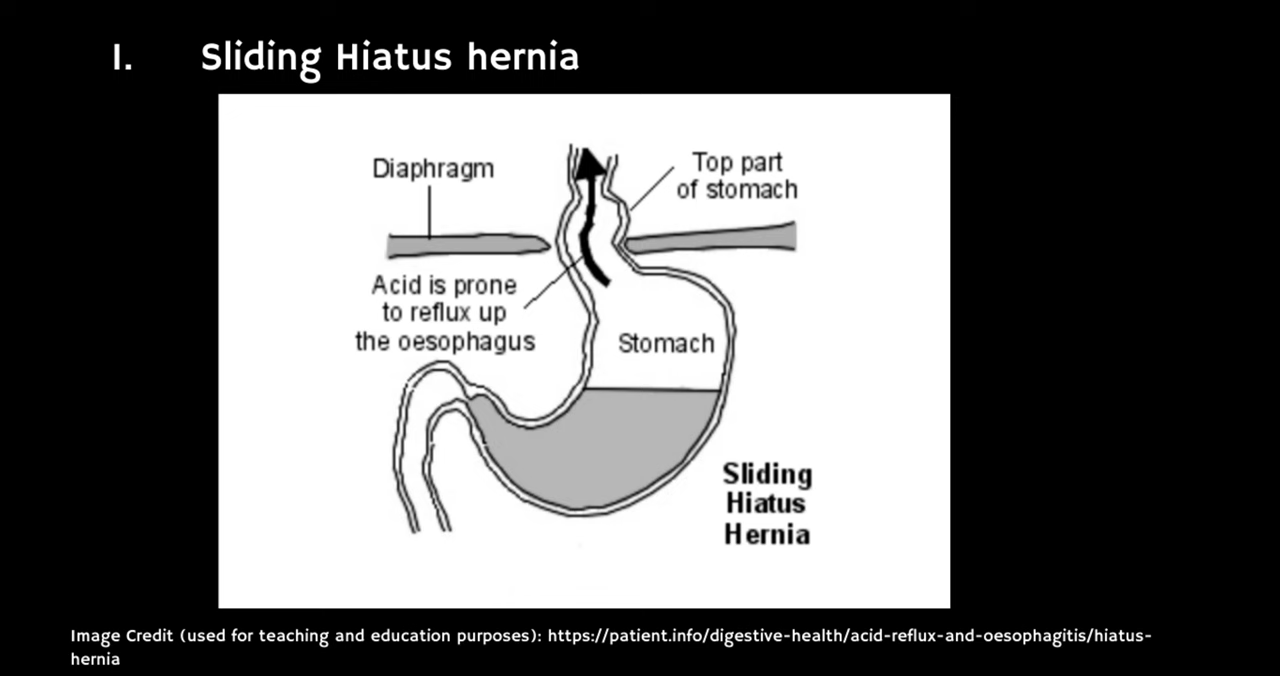 I. Sliding Hiatus hernia
Diaphragm
Top part
of stomach
Acid is prone
to reflux up
the oesophagus
Stomach
Sliding
Hiatus
Hernia
Image Credit (used for teaching and education purposes): https://patient.info/digestive-health/acid-reflux-and-oesophagitis/hiatus-
hernia